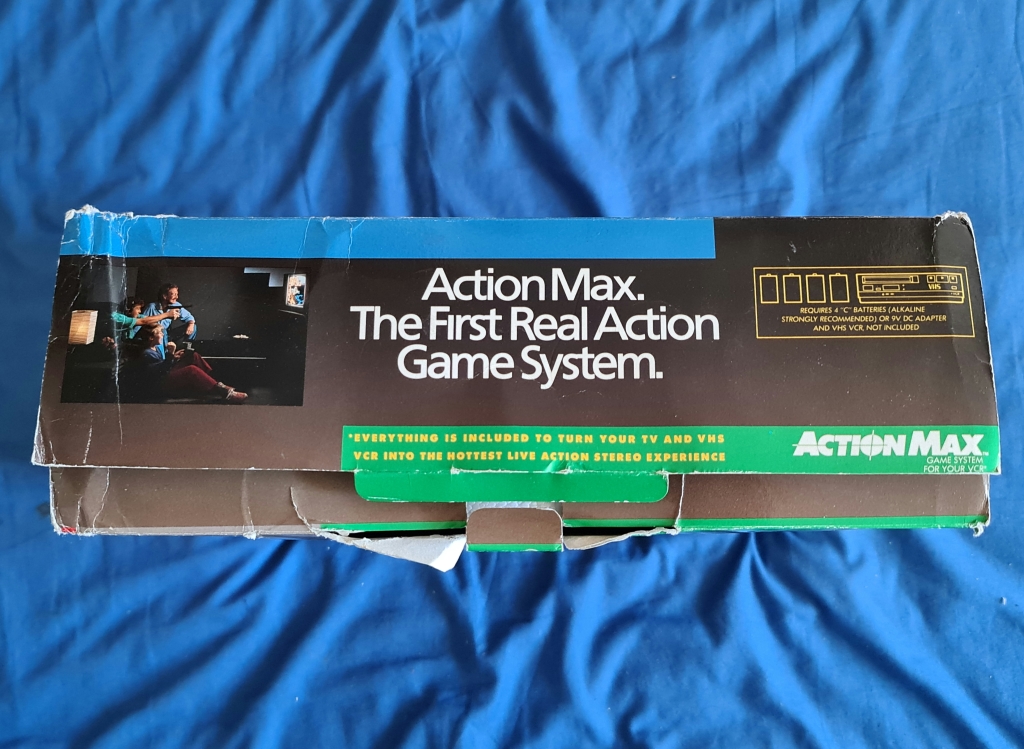 Action Max.
The First Real Action
Game System.
VHS
REQUIRES 4 "C" BATTERIES (ALKALINE
STRONGLY RECOMMENDED) OR 9V DC ADAPTER
AND VHS VCR, NOT INCLUDED
*EVERYTHING IS INCLUDED TO TURN YOUR TV AND VHS
VCR INTO THE HOTTEST LIVE ACTION STEREO EXPERIENCE
ACTION MAX™
GAME SYSTEM
FOR YOUR VCR*